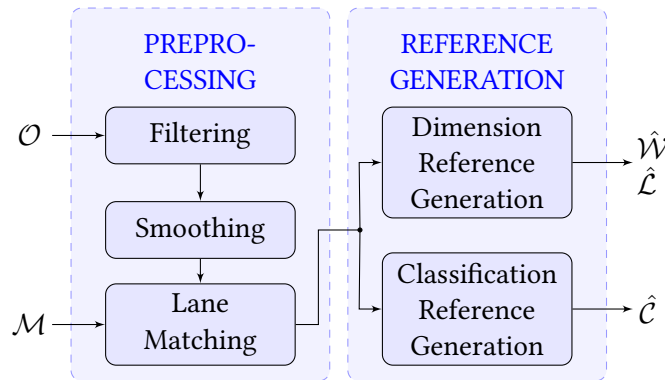 PREPRO-
CESSING
𝒪
Filtering
Smoothing
ℳ
Lane
Matching
REFERENCE
GENERATION
Dimension
Reference
Generation
𝒲̂
ℒ̂
Classification
Reference
Generation
𝒞̂